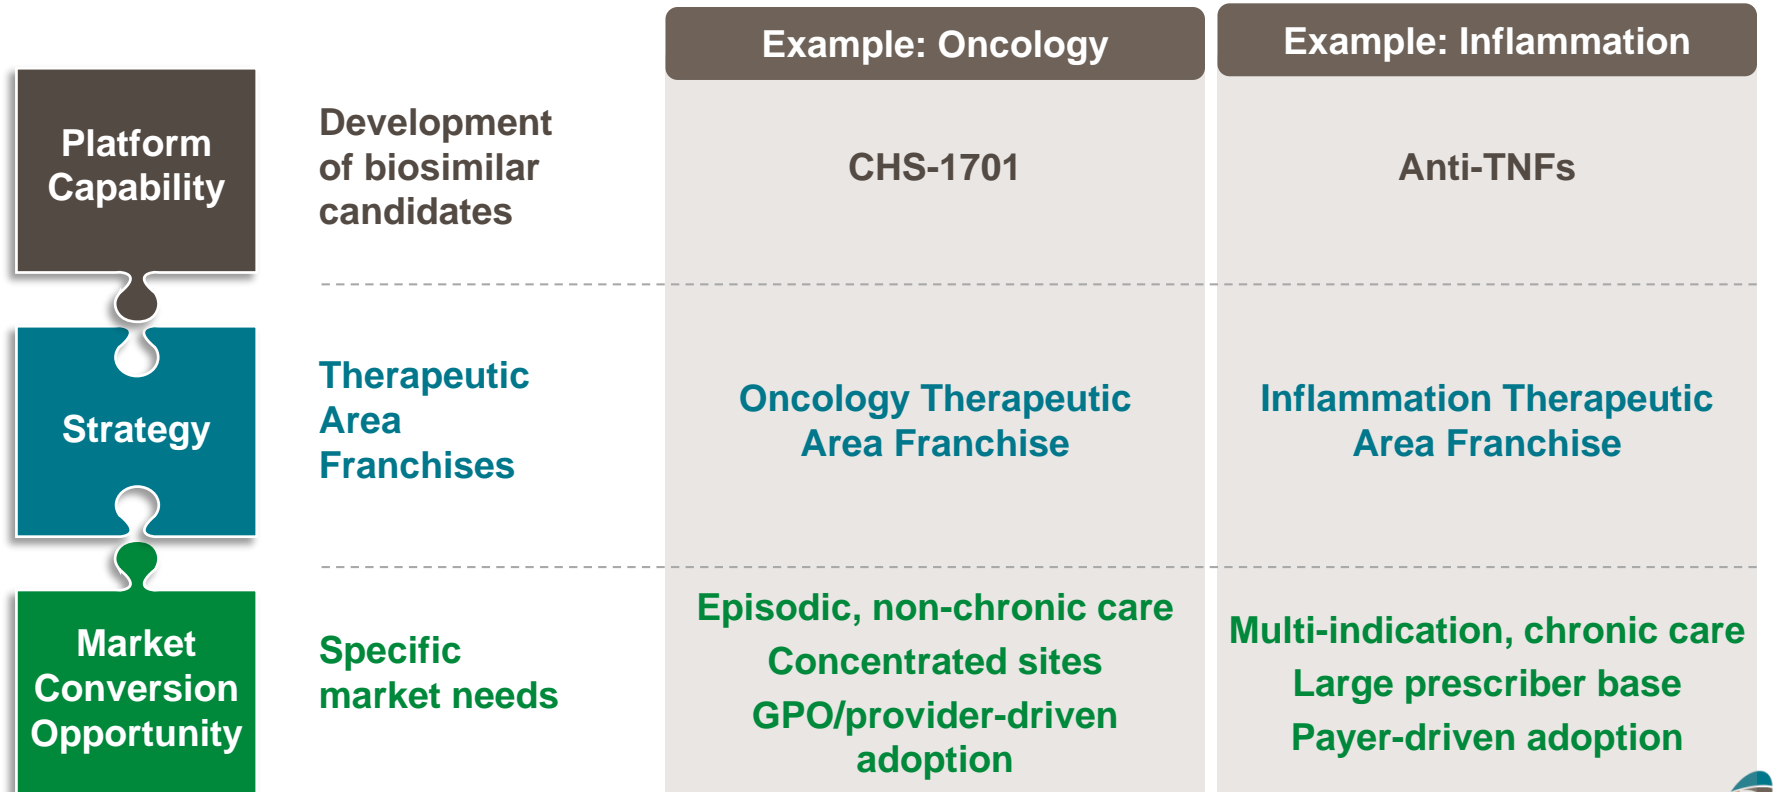 Example: Oncology
Example: Inflammation
Platform
Capability
Development
of biosimilar
candidates
CHS-1701
Anti-TNFs
Strategy
Therapeutic
Area
Franchises
Oncology Therapeutic
Area Franchise
Inflammation Therapeutic
Area Franchise
Market
Conversion
Opportunity
Specific
market needs
Episodic, non-chronic care
Concentrated sites
GPO/provider-driven
adoption
Multi-indication, chronic care
Large prescriber base
Payer-driven adoption